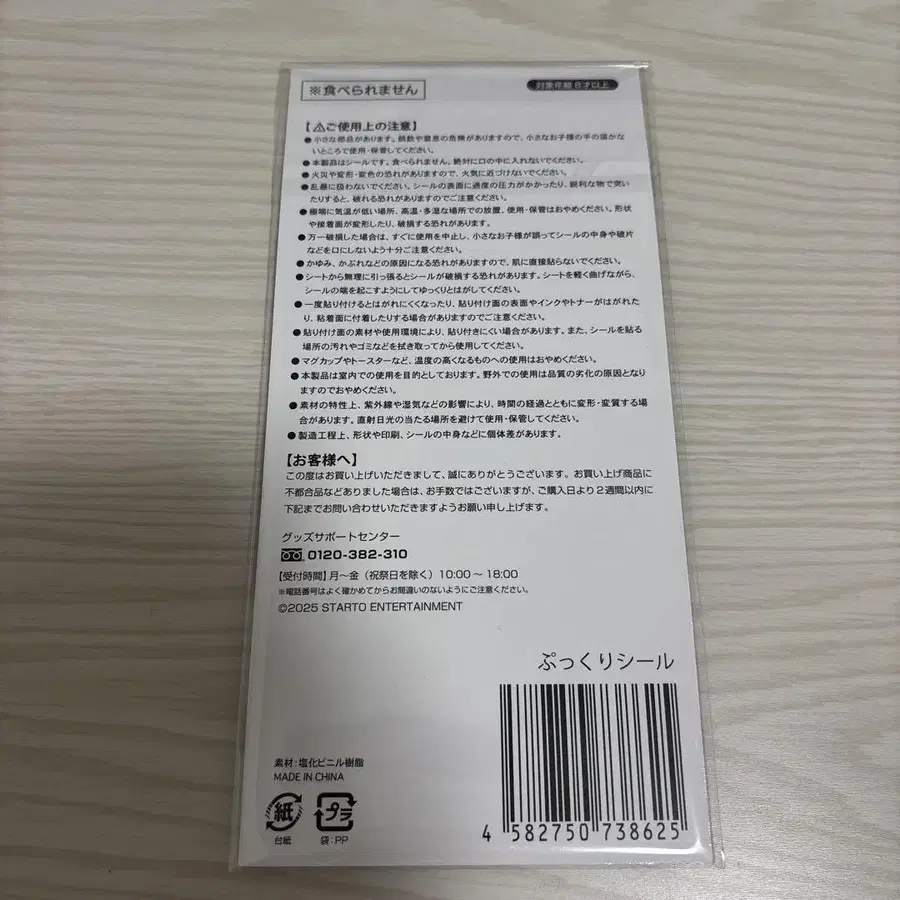 ※食べられません
対象年齢 6才以上
【⚠ご使用上の注意】
●小さな部品があります。誤飲や窒息の危険がありますので、小さなお子様の手の届かな
いところで使用・保管してください。
●本製品はシールです。食べられません。絶対に口の中に入れないでください。
●火災や変形・変色の恐れがありますので、火気に近づけないでください。
●乱暴に扱わないでください。シールの表面に過度の圧力がかかったり、鋭利な物で突い
たりすると、破れる恐れがありますのでご注意ください。
●極端に気温が低い場所、高温・多湿な場所での放置、使用・保管はおやめください。形状
や接着面が変形したり、破損する恐れがあります。
●万一破損した場合は、すぐに使用を中止し、小さなお子様が誤ってシールの中身や破片
などを口にしないよう十分ご注意ください。
●かゆみ、かぶれなどの原因になる恐れがありますので、肌に直接貼らないでください。
●シートから無理に引っ張るとシールが破損する恐れがあります。シートを軽く曲げながら、
シールの端を起こすようにしてゆっくりとはがしてください。
●一度貼り付けるとはがれにくくなったり、貼り付け面の表面やインクやトナーがはがれた
り、粘着面に付着したりする場合がありますのでご注意ください。
●貼り付け面の素材や使用環境により、貼り付きにくい場合があります。また、シールを貼る
場所の汚れやゴミなどを拭き取ってから使用してください。
●マグカップやトースターなど、温度の高くなるものへの使用はおやめください。
●本製品は室内での使用を目的としております。野外での使用は品質の劣化の原因となり
ますのでおやめください。
●素材の特性上、紫外線や湿気などの影響により、時間の経過とともに変形・変質する場
合があります。直射日光の当たる場所を避けて使用・保管してください。
●製造工程上、形状や印刷、シールの中身などに個体差があります。
【お客様へ】
この度はお買い上げいただきまして、誠にありがとうございます。お買い上げ商品に
不都合品などありました場合は、お手数ではございますが、ご購入日より2週間以内に
下記までお問い合わせいただきますようお願い申し上げます。
グッズサポートセンター
0120-382-310
【受付時間】月～金（祝祭日を除く）10:00～18:00
※電話番号はよく確かめてからお間違いのないようにご注意ください。
©2025 STARTO ENTERTAINMENT
ぷっくりシール
素材：塩化ビニル樹脂
MADE IN CHINA
紙
台紙
プラ
袋：PP
4 582750 738625